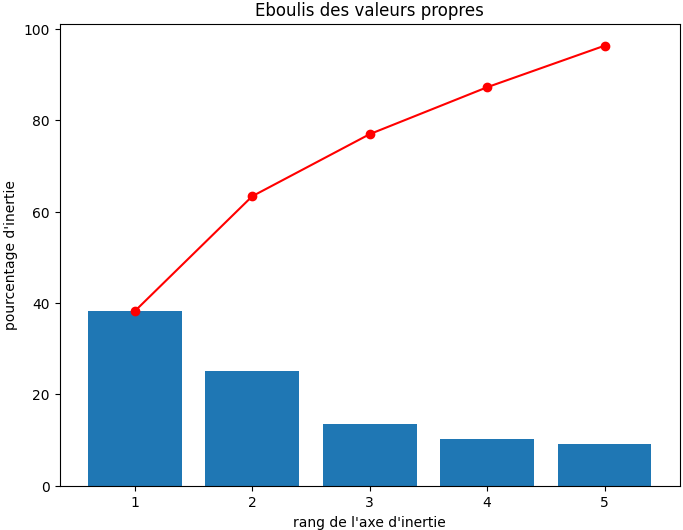 Eboulis des valeurs propres
100
80
60
40
20
0
pourcentage d'inertie
1 2 3 4 5
rang de l'axe d'inertie